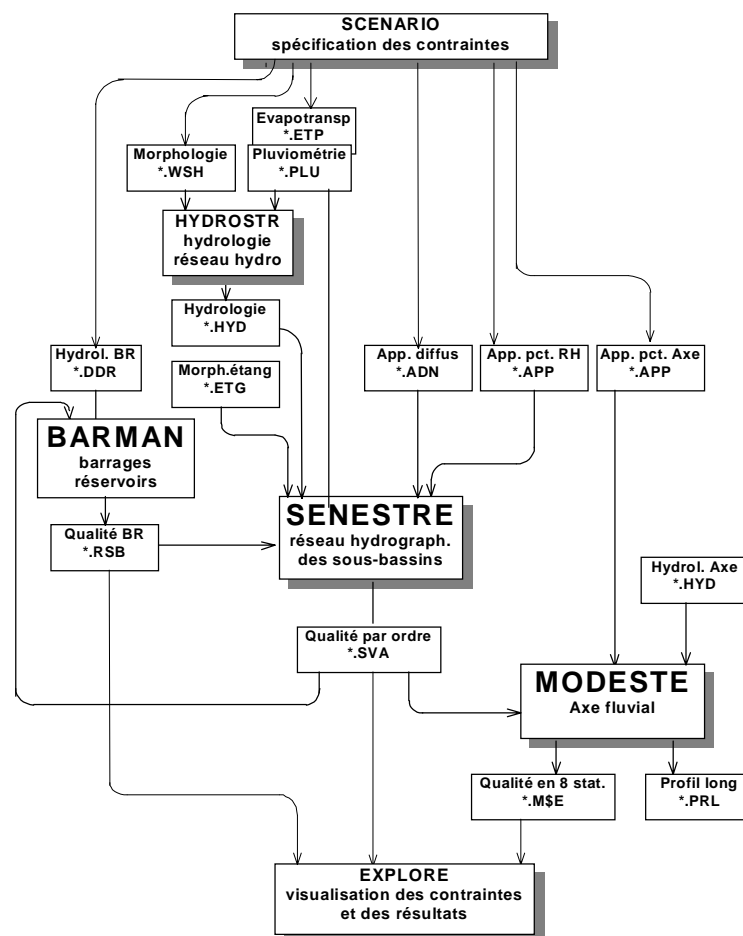 SCENARIO
spécification des contraintes
Evapotransp
*.ETP
Morphologie
*.WSH
Pluviométrie
*.PLU
HYDROSTR
hydrologie
réseau hydro
Hydrologie
*.HYD
Hydrol. BR
*.DDR
Morph.étang
*.ETG
App. diffus
*.ADN
App. pct. RH
*.APP
App. pct. Axe
*.APP
BARMAN
barrages
réservoirs
SENESTRE
réseau hydrograph.
des sous-bassins
Qualité BR
*.RSB
Hydrol. Axe
*.HYD
Qualité par ordre
*.SVA
MODESTE
Axe fluvial
Qualité en 8 stat.
*.M$E
Profil long
*.PRL
EXPLORE
visualisation des contraintes
et des résultats